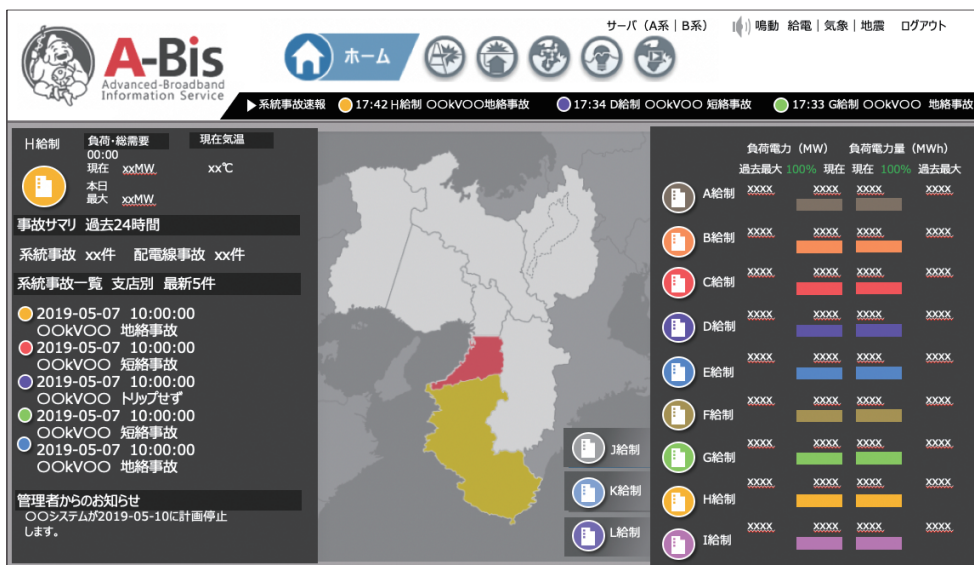 サーバ（A系｜B系） 鳴動 給電｜気象｜地震 ログアウト
A-Bis
Advanced-Broadband
Information Service
ホーム
▶系統事故速報 17:42 H給制 〇〇kV〇〇地絡事故 17:34 D給制 〇〇kV〇〇 短絡事故 17:33 G給制 〇〇kV〇〇 地絡事故
H給制 負荷・総需要 現在気温
00:00
現在 xxMW xx℃
本日
最大 xxMW
事故サマリ 過去24時間
系統事故 xx件 配電線事故 xx件
系統事故一覧 支店別 最新5件
2019-05-07 10:00:00
〇〇kV〇〇 地絡事故
2019-05-07 10:00:00
〇〇kV〇〇 短絡事故
2019-05-07 10:00:00
〇〇kV〇〇 トリップせず
2019-05-07 10:00:00
〇〇kV〇〇 短絡事故
2019-05-07 10:00:00
〇〇kV〇〇 地絡事故
管理者からのお知らせ
〇〇システムが2019-05-10に計画停止
します。
J給制
K給制
L給制
負荷電力（MW） 負荷電力量（MWh）
過去最大 100% 現在 現在 100% 過去最大
A給制 xxxx xxxx xxxx xxxx
B給制 xxxx xxxx xxxx xxxx
C給制 xxxx xxxx xxxx xxxx
D給制 xxxx xxxx xxxx xxxx
E給制 xxxx xxxx xxxx xxxx
F給制 xxxx xxxx xxxx xxxx
G給制 xxxx xxxx xxxx xxxx
H給制 xxxx xxxx xxxx xxxx
I給制 xxxx xxxx xxxx xxxx